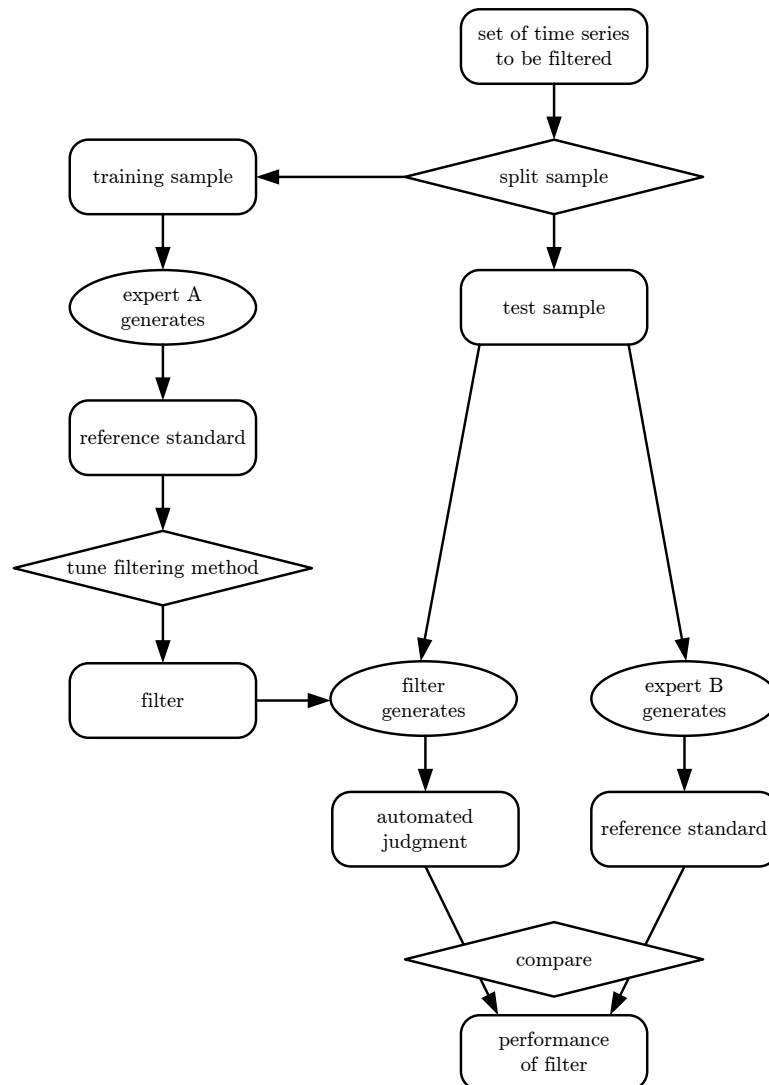 set of time series
to be filtered
training sample
split sample
expert A
generates
test sample
reference standard
tune filtering method
filter
filter
generates
expert B
generates
automated
judgment
reference standard
compare
performance
of filter